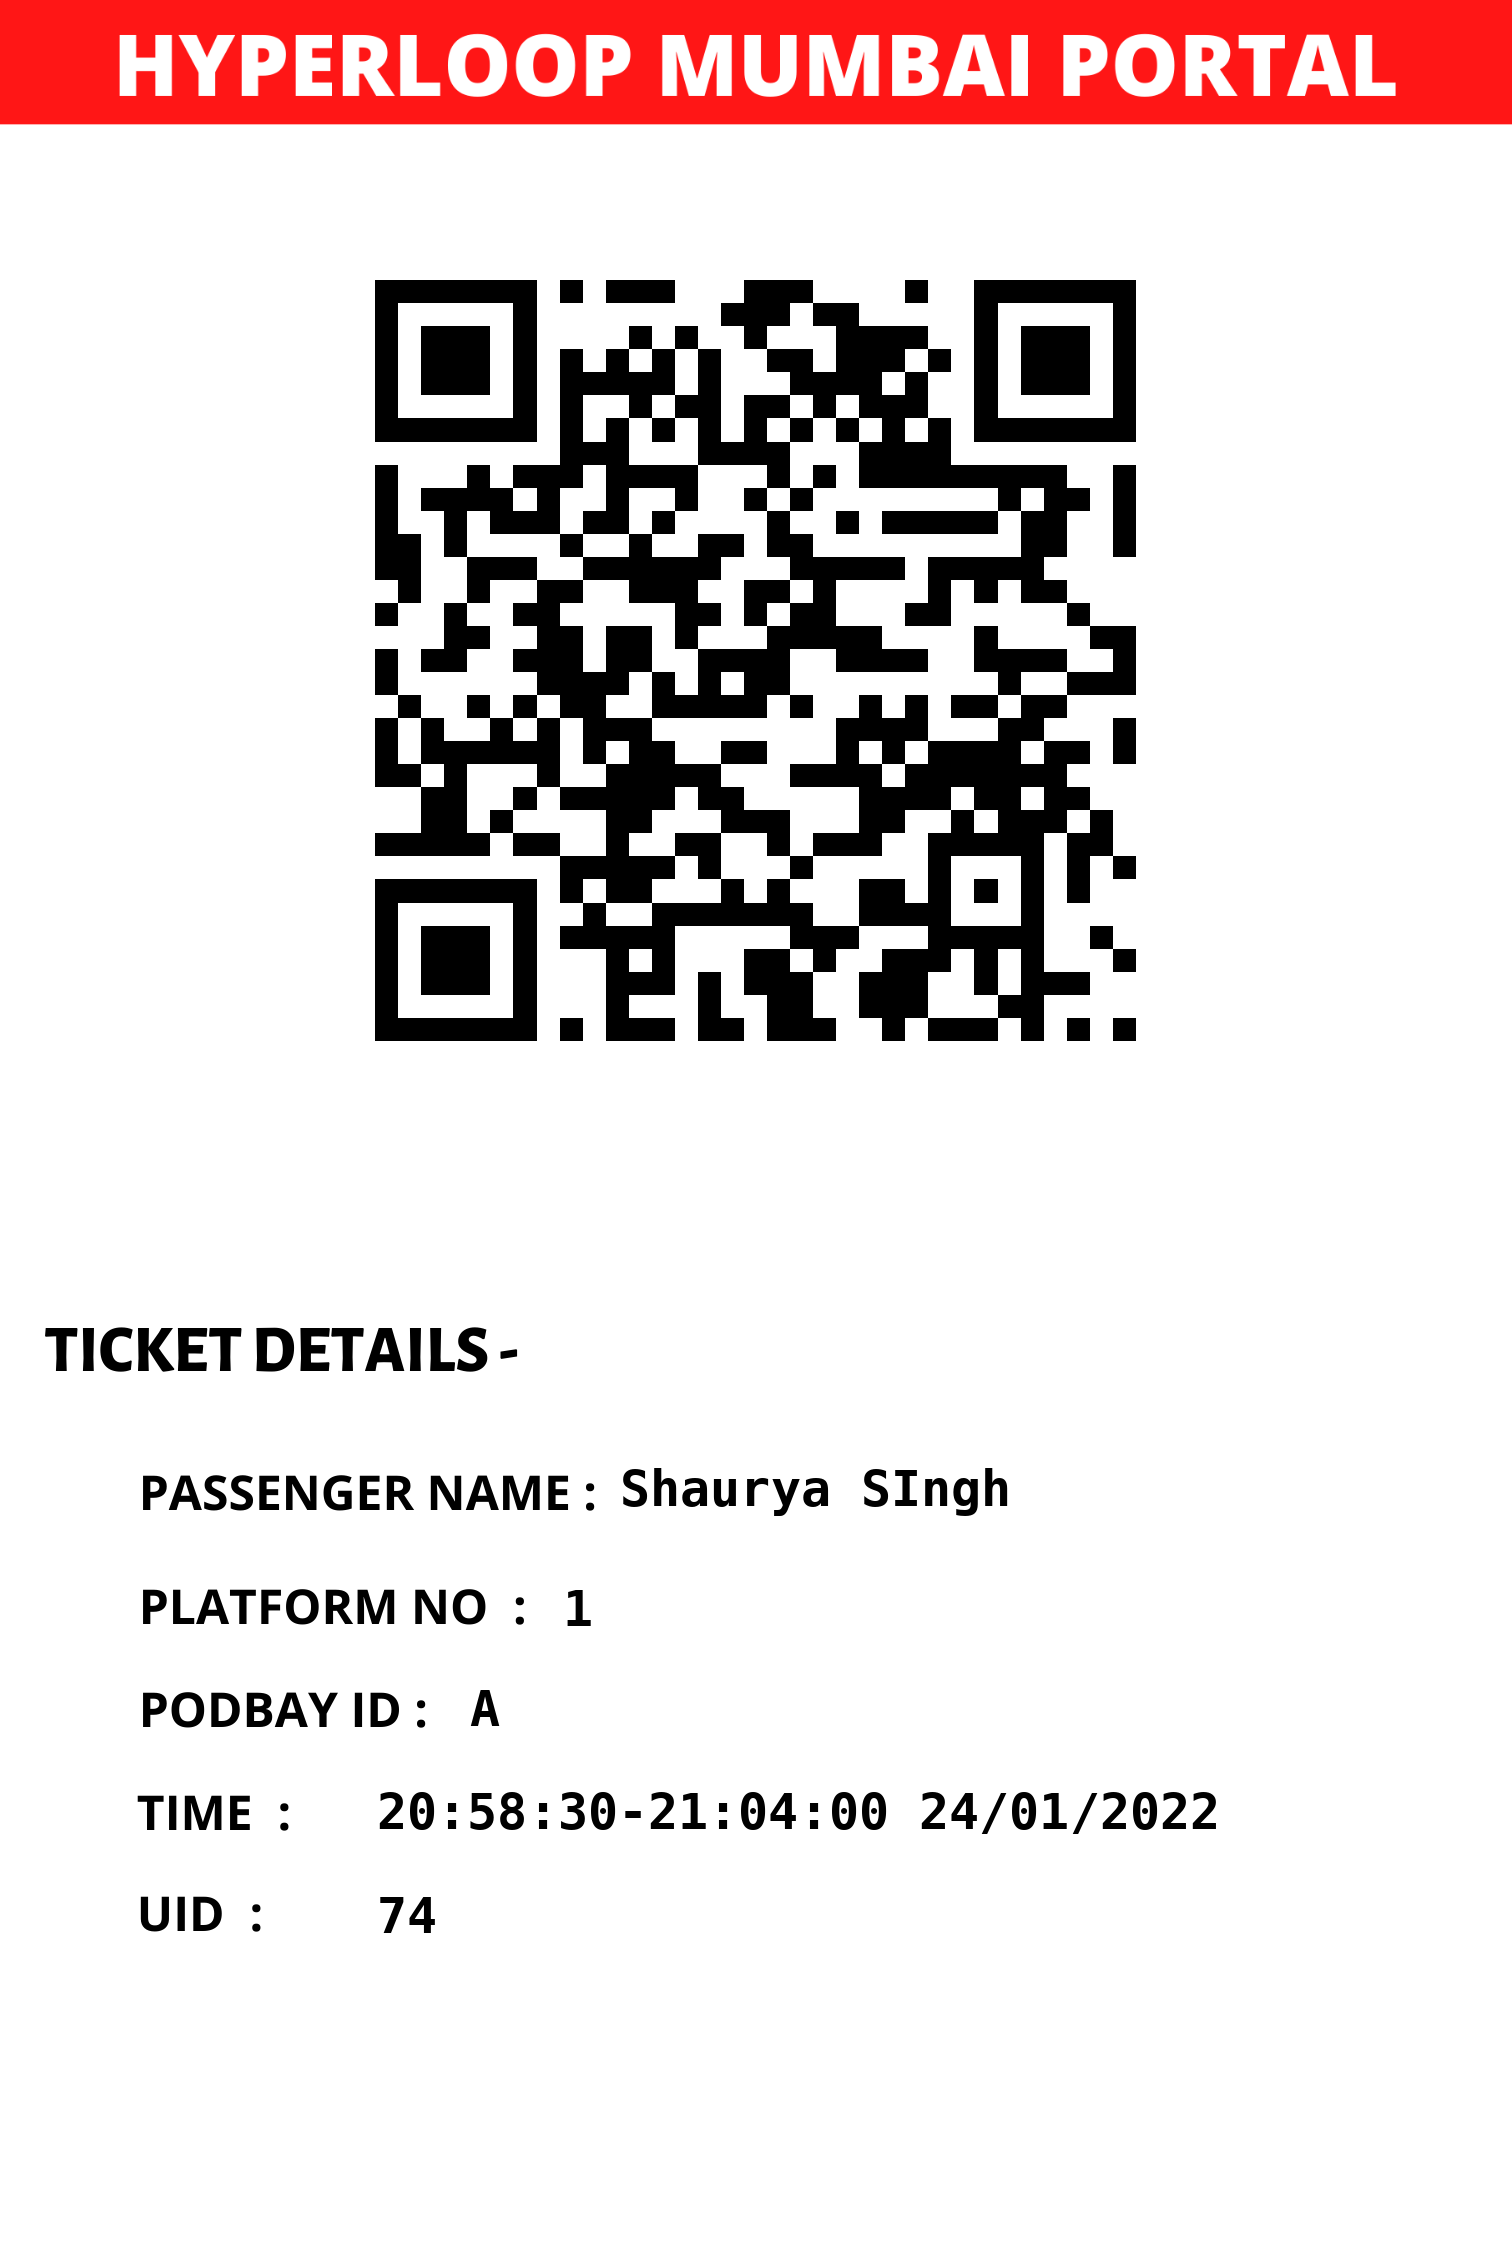 HYPERLOOP MUMBAI PORTAL
TICKET DETAILS -
PASSENGER NAME : Shaurya SIngh
PLATFORM NO : 1
PODBAY ID : A
TIME : 20:58:30-21:04:00 24/01/2022
UID : 74